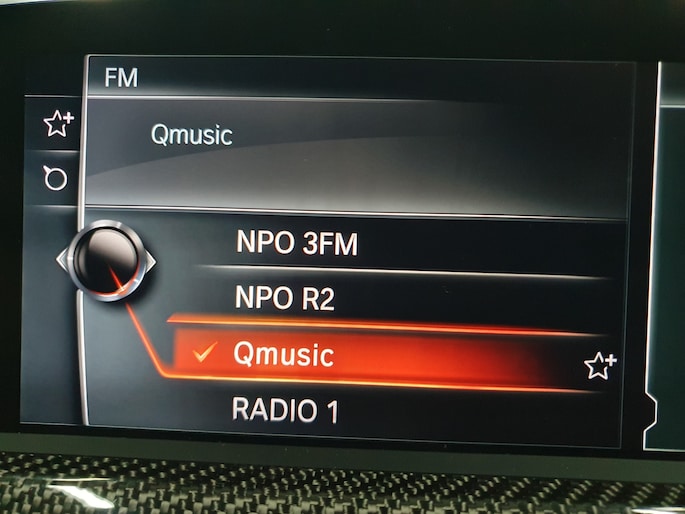 FM
Qmusic
NPO 3FM
NPO R2
Qmusic
RADIO 1